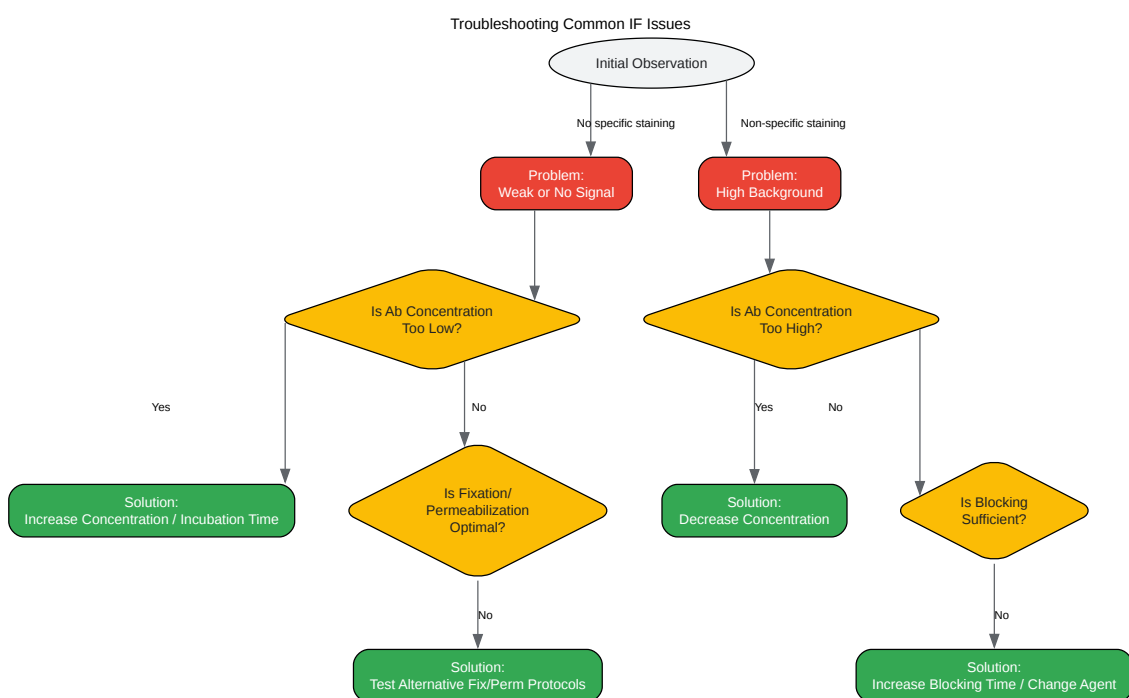 Troubleshooting Common IF Issues
Initial Observation
No specific staining
Non-specific staining
Problem:
Weak or No Signal
Problem:
High Background
Is Ab Concentration
Too Low?
Is Ab Concentration
Too High?
Yes
No
Yes
No
Solution:
Increase Concentration / Incubation Time
Is Fixation/
Permeabilization
Optimal?
Solution:
Decrease Concentration
Is Blocking
Sufficient?
No
No
Solution:
Test Alternative Fix/Perm Protocols
Solution:
Increase Blocking Time / Change Agent